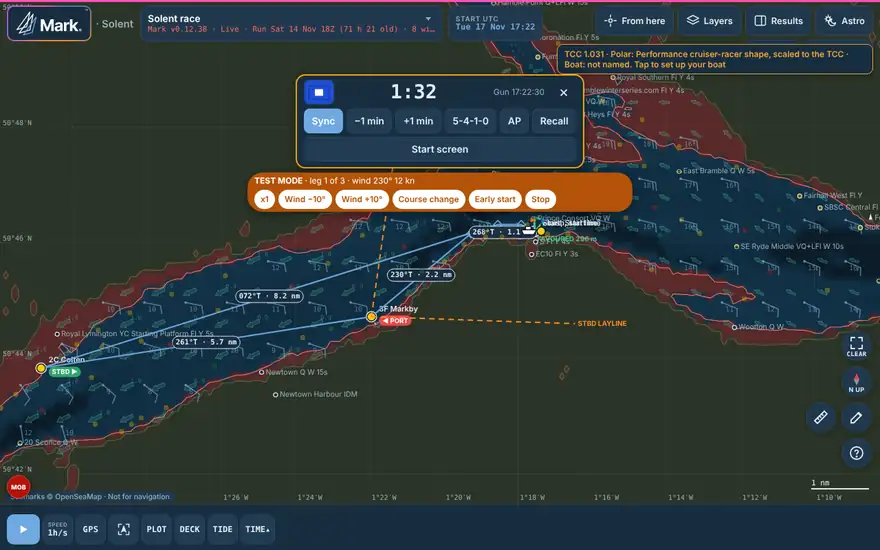 Mark.
· Solent
Solent race
Mark v0.12.38 · Live · Run Sat 14 Nov 18Z (71 h 21 old) · 8 wi…
START UTC
Tue 17 Nov 17:22
From here
Layers
Results
Astro
TCC 1.031 · Polar: Performance cruiser-racer shape, scaled to the TCC ·
Boat: not named. Tap to set up your boat
1:32
Gun 17:22:30
×
Sync
−1 min
+1 min
5-4-1-0
AP
Recall
Start screen
TEST MODE · leg 1 of 3 · wind 230° 12 kn
x1
Wind −10°
Wind +10°
Course change
Early start
Stop
Royal Southern Fl Y 4s
East Bramble Q W 5s
Fairhall West Fl Y
SBSC Central Fl
SE Ryde Middle VQ+LFl W 10s
Prince Consort VQ W
EC10 Fl Y 3s
268°T · 1.1
230°T · 2.2 nm
072°T · 8.2 nm
261°T · 5.7 nm
3F Markby
◀ PORT
STBD LAYLINE
Royal Lymington YC Starting Platform Fl Y 5s
2C Colten
STBD ▶
Newtown Q W 15s
Newtown Harbour IDM
Wootton Q W
50°48'N
50°46'N
50°44'N
50°42'N
CLEAR
N UP
MOB
© OpenSeaMap · Not for navigation
1°26'W
1°24'W
1°22'W
1°20'W
1°18'W
1°16'W
1°14'W
1°12'W
1°10'W
1 nm
SPEED
1h/s
GPS
PLOT
DECK
TIDE
TIME▴